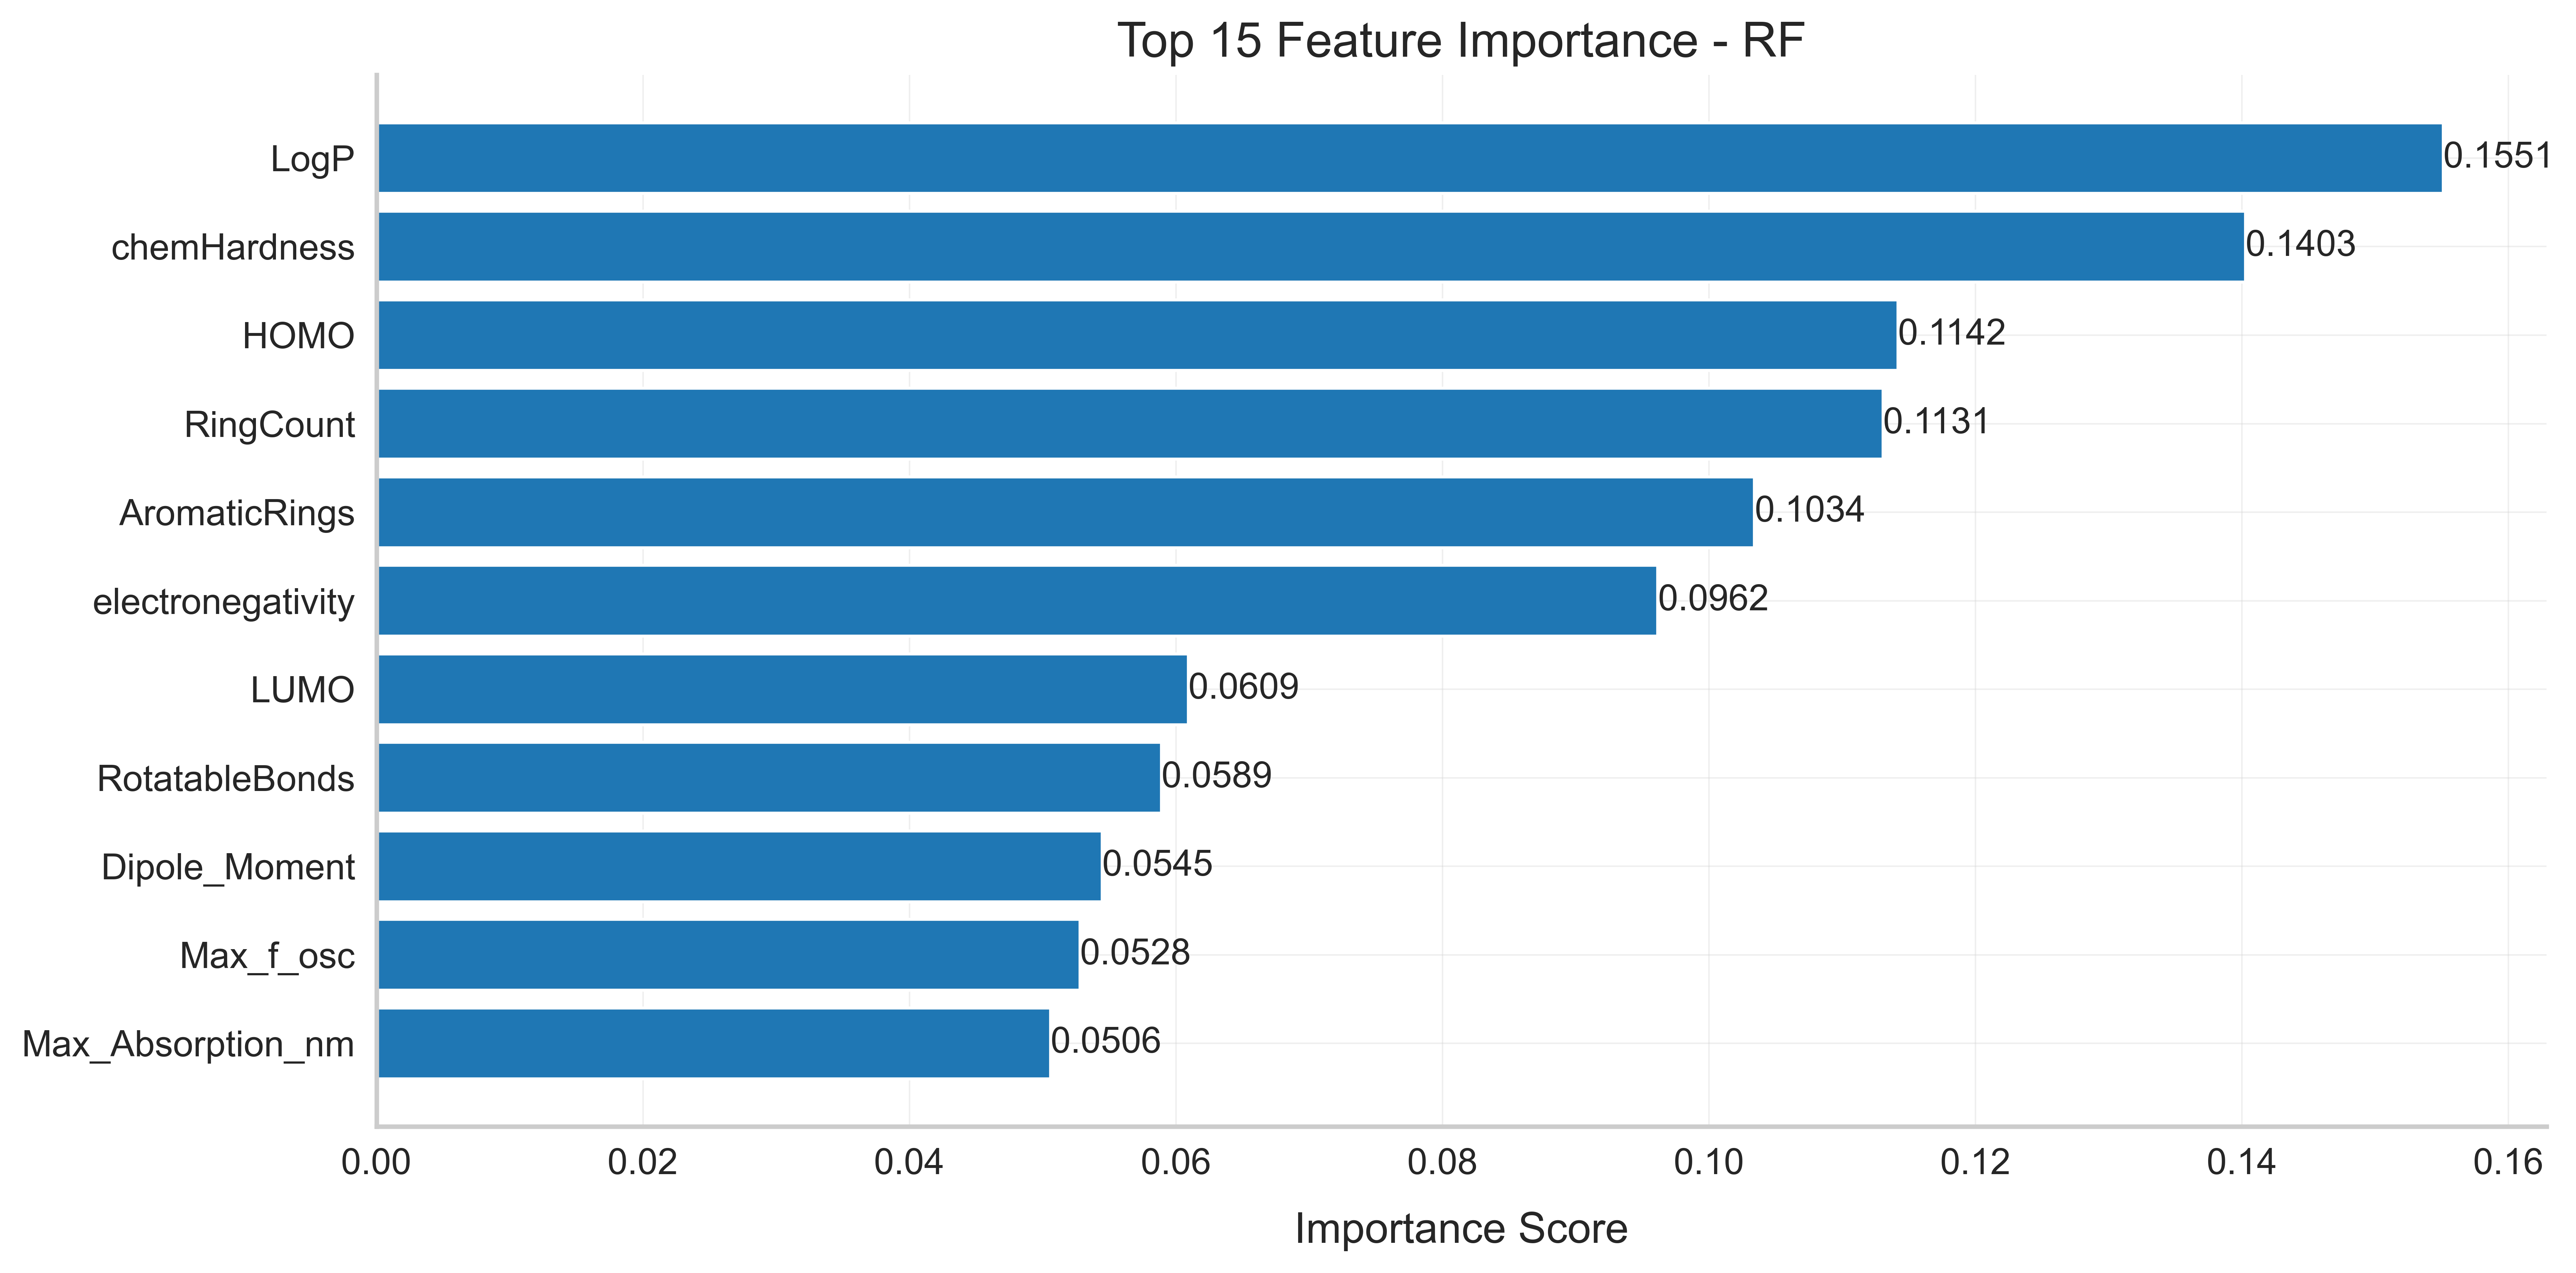 Top 15 Feature Importance - RF
LogP 0.1551
chemHardness 0.1403
HOMO 0.1142
RingCount 0.1131
AromaticRings 0.1034
electronegativity 0.0962
LUMO 0.0609
RotatableBonds 0.0589
Dipole_Moment 0.0545
Max_f_osc 0.0528
Max_Absorption_nm 0.0506
0.00 0.02 0.04 0.06 0.08 0.10 0.12 0.14 0.16
Importance Score